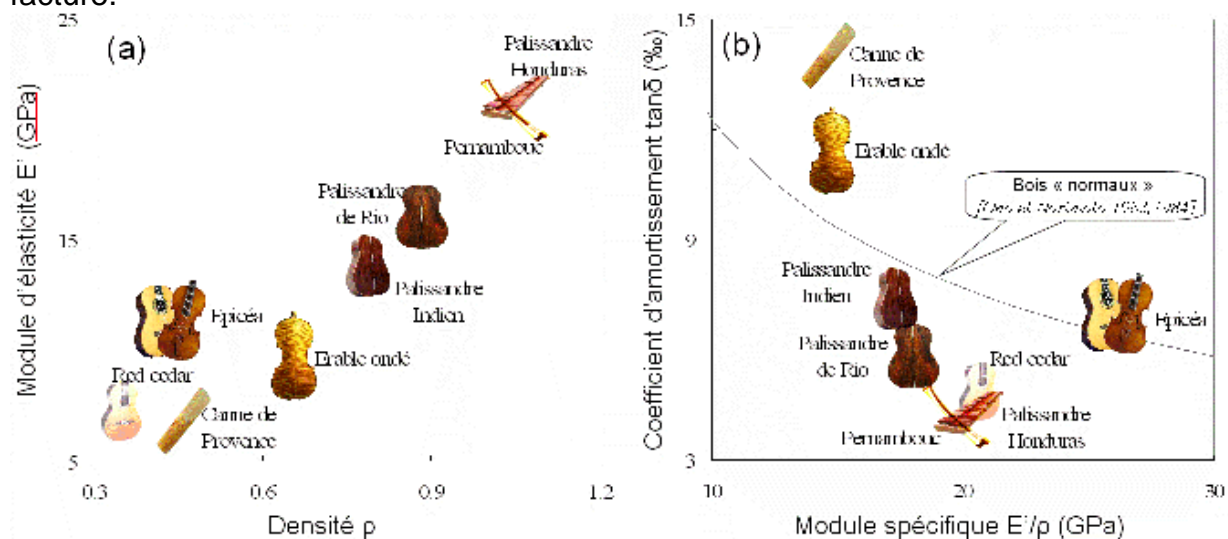 facture.
(a)
25
15
5
0.3
0.6
0.9
1.2
Module d'élasticité E' (GPa)
Densité ρ
Palissandre
Honduras
Pernambouc
Palissandre
de Rio
Palissandre
Indien
Epicéa
Erable ondé
Red cedar
Canne de
Provence
(b)
15
9
3
10
20
30
Coefficient d'amortissement tanδ (‰)
Module spécifique E'/ρ (GPa)
Canne de
Provence
Erable ondé
Bois « normaux »
Palissandre
Indien
Palissandre
de Rio
Epicéa
Red cedar
Pernambouc
Palissandre
Honduras